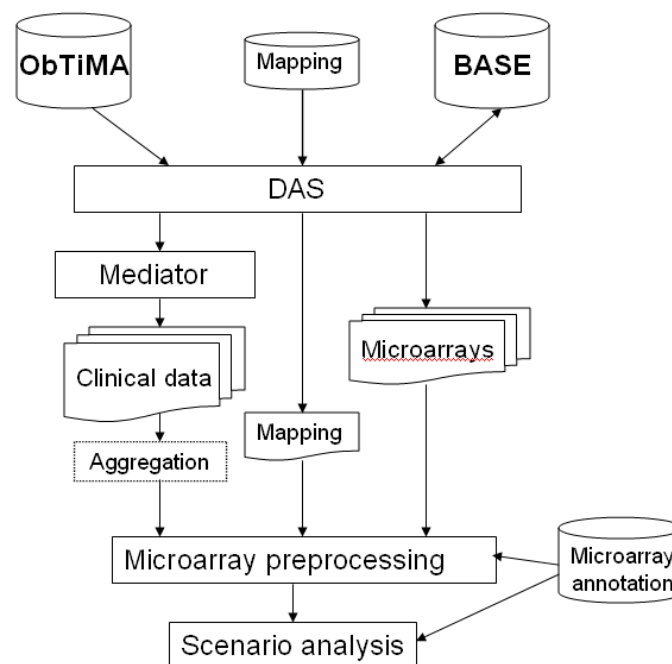 ObTiMA
Mapping
BASE
DAS
Mediator
Clinical data
Microarrays
Mapping
Aggregation
Microarray preprocessing
Microarray
annotation
Scenario analysis